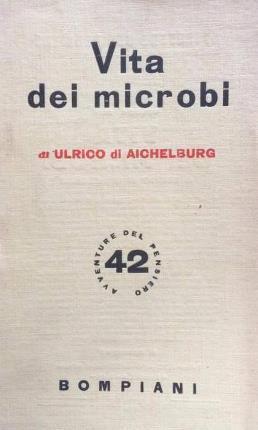 Vita
dei microbi
di ULRICO di AICHELBURG
AVVENTURE DEL PENSIERO
42
BOMPIANI